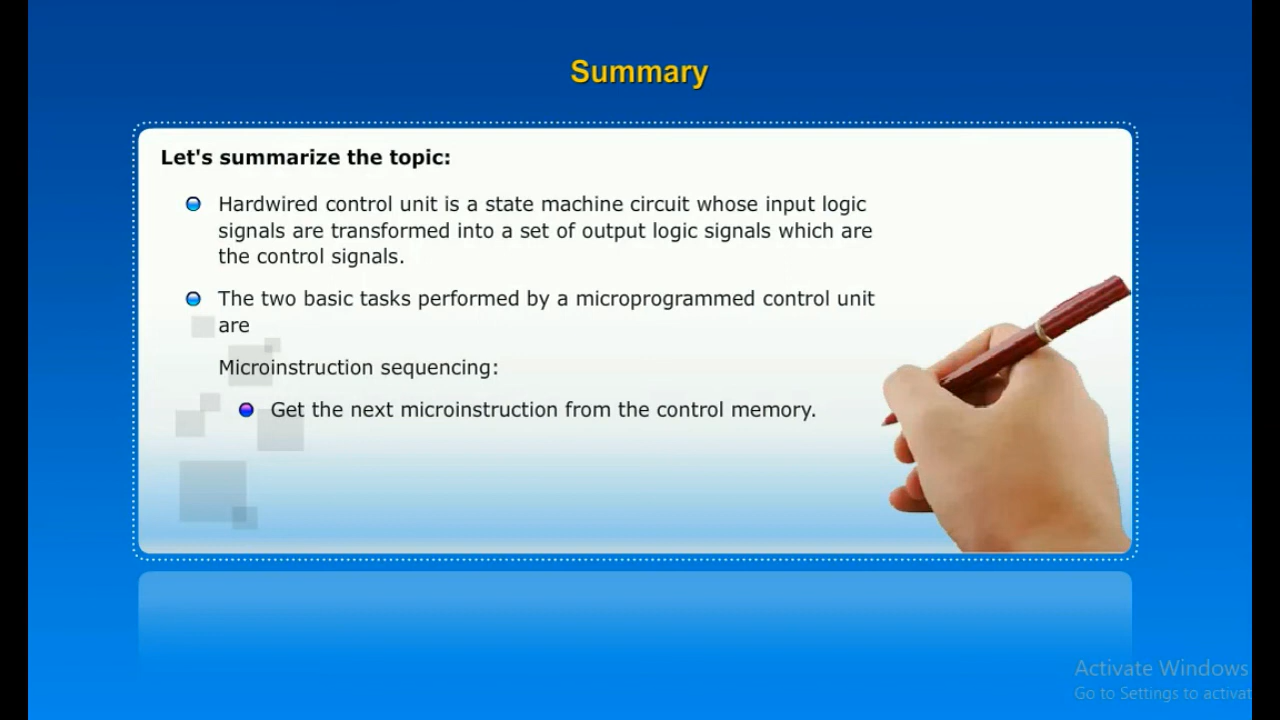 Summary
Let's summarize the topic:
Hardwired control unit is a state machine circuit whose input logic
signals are transformed into a set of output logic signals which are
the control signals.
The two basic tasks performed by a microprogrammed control unit
are
Microinstruction sequencing:
Get the next microinstruction from the control memory.
Activate Windows
Go to Settings to activat